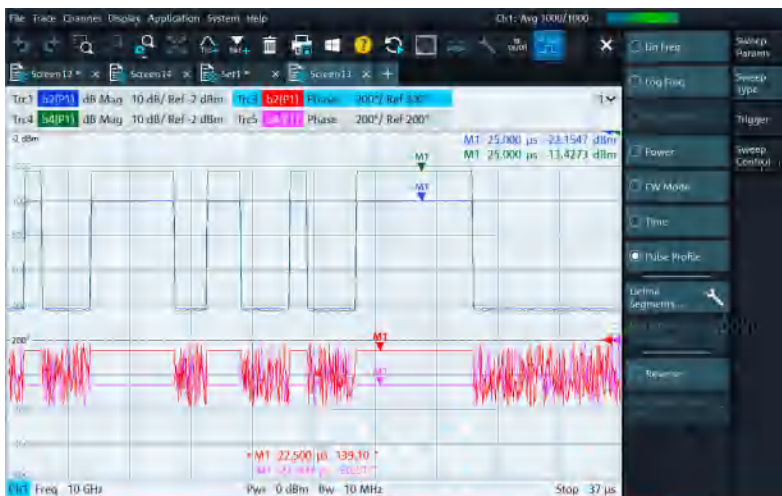 File Trace Channel Display Application System Help
Ch1: Avg 1000/1000
Screen12* Screen14 Set1* Screen13
Trc1 b2(P1) dB Mag 10 dB/ Ref -2 dBm Trc3 b2(P1) Phase 200°/ Ref
Trc4 b4(P1) dB Mag 10 dB/ Ref -2 dBm Trc5 Phase 200°/ Ref 200°
-2 dBm
M1 25.000 µs -22.1547 dBm
M1 25.000 µs -13.4273 dBm
M1
M1
200°
M1
M1
M1 22.500 µs 139.10 °
Ch1 Freq 10 GHz Pwr 0 dBm Bw 10 MHz Stop 37 µs
Lin Freq
Log Freq
Power
CW Mode
Time
Pulse Profile
Define
Segments...
Reverse
Sweep
Params
Sweep
Type
Trigger
Sweep
Control